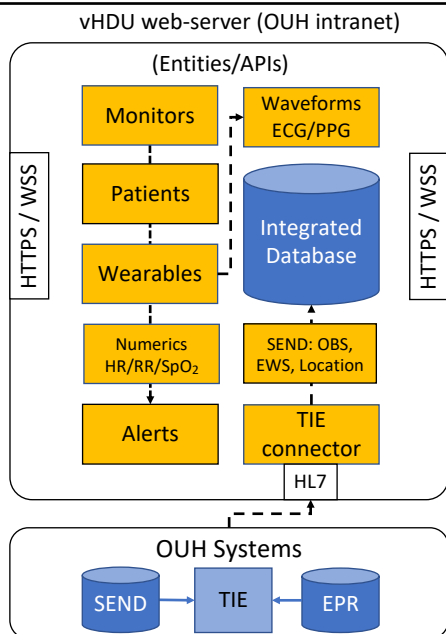 vHDU web-server (OUH intranet)
(Entities/APIs)
Monitors
Waveforms
ECG/PPG
HTTPS / WSS
Patients
Wearables
Integrated
Database
HTTPS / WSS
Numerics
HR/RR/SpO₂
SEND: OBS,
EWS, Location
Alerts
TIE
connector
HL7
OUH Systems
SEND
TIE
EPR